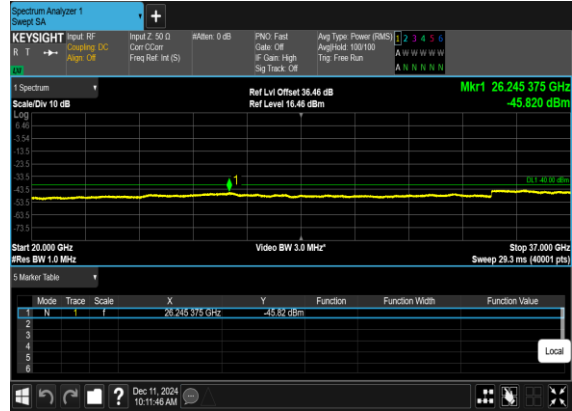 Spectrum Analyzer 1
Swept SA
+
KEYSIGHT Input: RF Input Z: 50 Ω #Atten: 0 dB PNO: Fast Avg Type: Power (RMS) 1 2 3 4 5 6
R T Coupling: DC Corr CCorr Gate: Off Avg|Hold: 100/100 A W W W W W
Align: Off Freq Ref: Int (S) IF Gain: High Trig: Free Run
Sig Track: Off A N N N N N
LW
1 Spectrum
Scale/Div 10 dB Ref Lvl Offset 36.46 dB Mkr1 26.245 375 GHz
Ref Level 16.46 dBm -45.820 dBm
Log
6.46
-3.54
-13.5
-23.5
-33.5
-43.5
-53.5
-63.5
-73.5
1
DL1 -40.00 dBm
Start 20.000 GHz Video BW 3.0 MHz* Stop 37.000 GHz
#Res BW 1.0 MHz Sweep 29.3 ms (40001 pts)
5 Marker Table
Mode Trace Scale X Y Function Function Width Function Value
1 N 1 f 26.245 375 GHz -45.82 dBm
2
3
4
5
6
Local
? Dec 11, 2024
10:11:46 AM